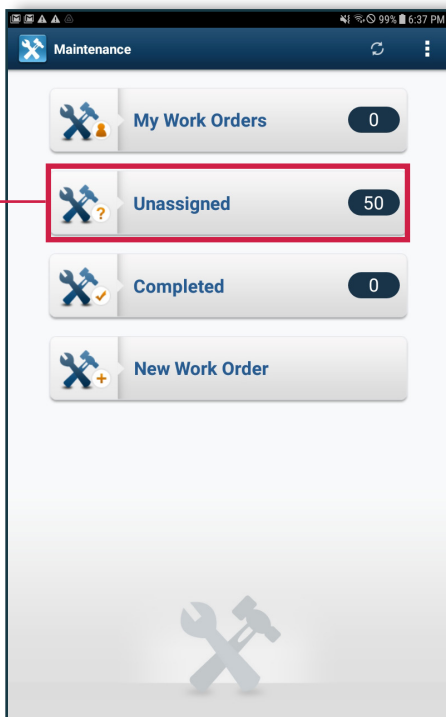 99% 6:37 PM
Maintenance
My Work Orders 0
Unassigned 50
Completed 0
New Work Order